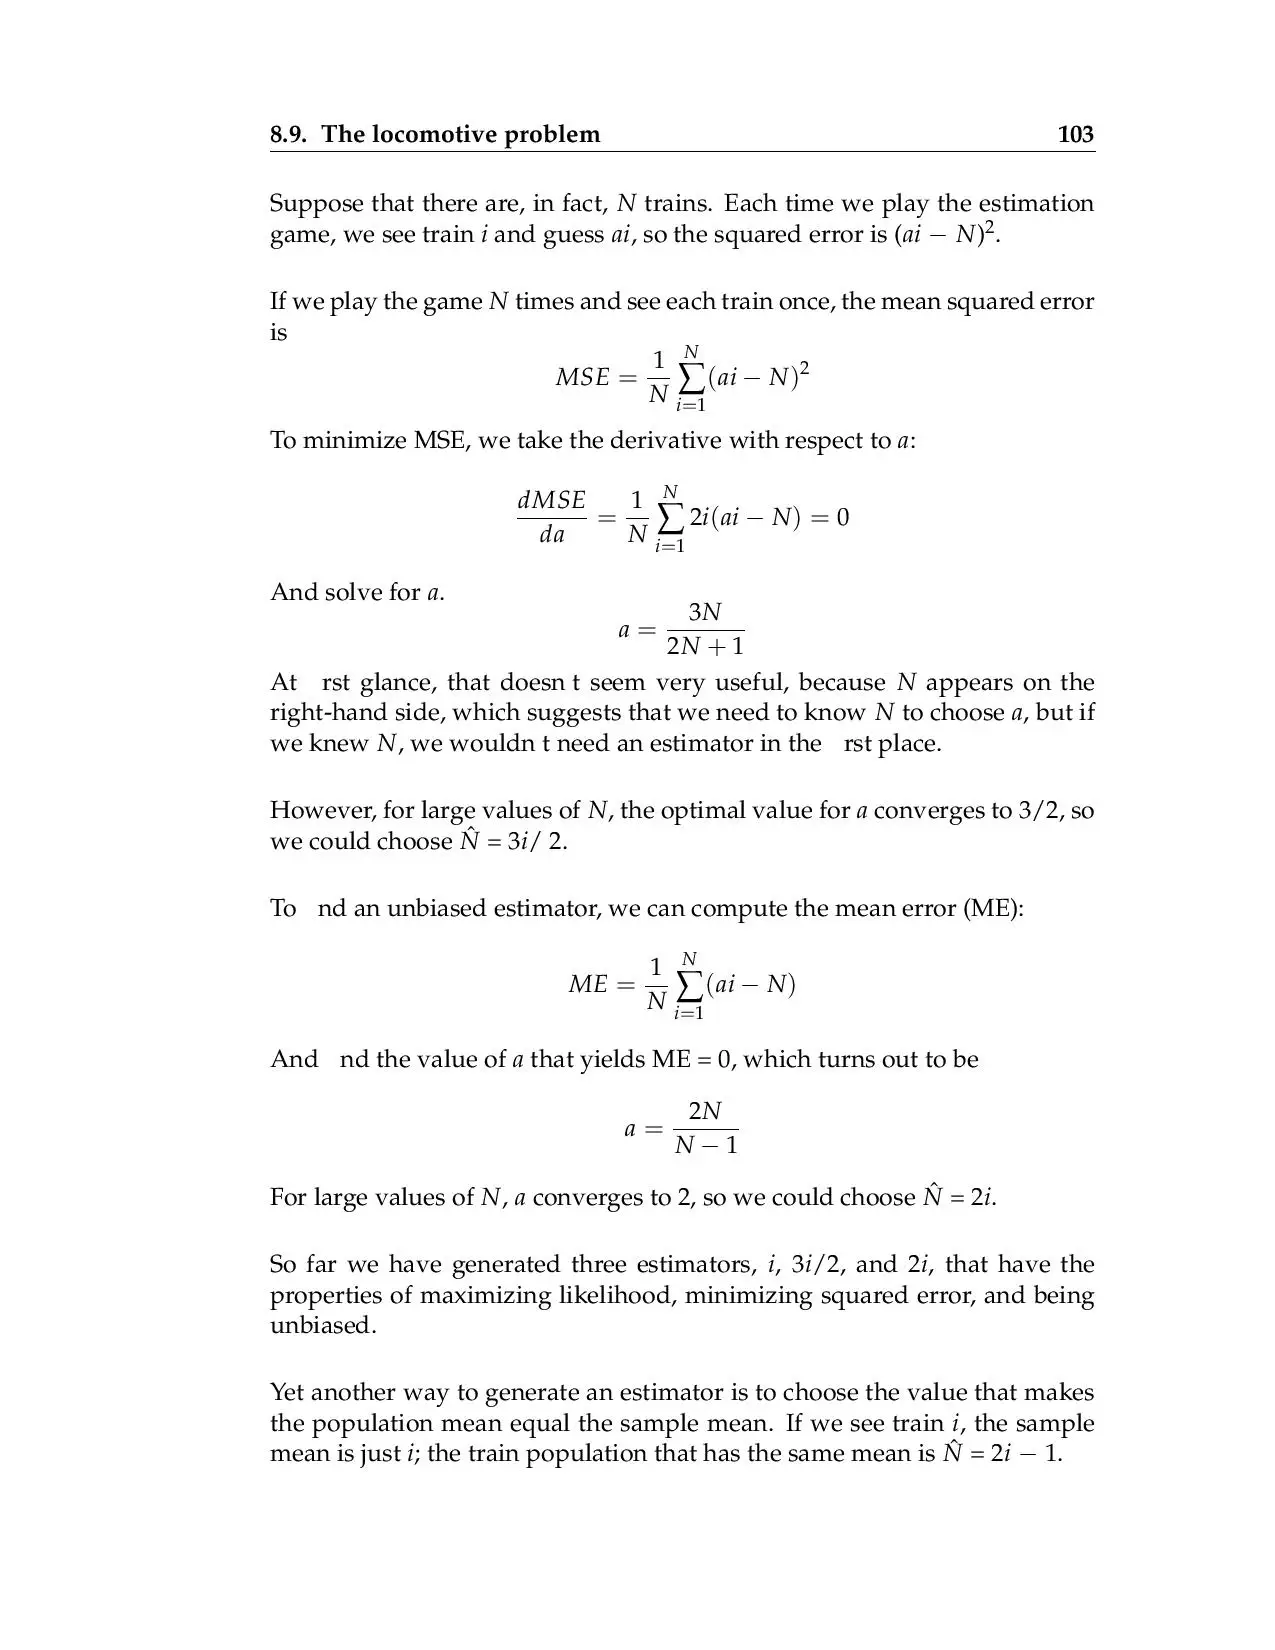 8.9. The locomotive problem 103
Suppose that there are, in fact, N trains. Each time we play the estimation
game, we see train i and guess ai, so the squared error is (ai − N)².
If we play the game N times and see each train once, the mean squared error
is
MSE = \frac{1}{N} \sum_{i=1}^{N} (ai − N)²
To minimize MSE, we take the derivative with respect to a:
\frac{dMSE}{da} = \frac{1}{N} \sum_{i=1}^{N} 2i(ai − N) = 0
And solve for a.
a = \frac{3N}{2N + 1}
At rst glance, that doesn t seem very useful, because N appears on the
right-hand side, which suggests that we need to know N to choose a, but if
we knew N, we wouldn t need an estimator in the rst place.
However, for large values of N, the optimal value for a converges to 3/2, so
we could choose N̂ = 3i/ 2.
To nd an unbiased estimator, we can compute the mean error (ME):
ME = \frac{1}{N} \sum_{i=1}^{N} (ai − N)
And nd the value of a that yields ME = 0, which turns out to be
a = \frac{2N}{N − 1}
For large values of N, a converges to 2, so we could choose N̂ = 2i.
So far we have generated three estimators, i, 3i/2, and 2i, that have the
properties of maximizing likelihood, minimizing squared error, and being
unbiased.
Yet another way to generate an estimator is to choose the value that makes
the population mean equal the sample mean. If we see train i, the sample
mean is just i; the train population that has the same mean is N̂ = 2i − 1.